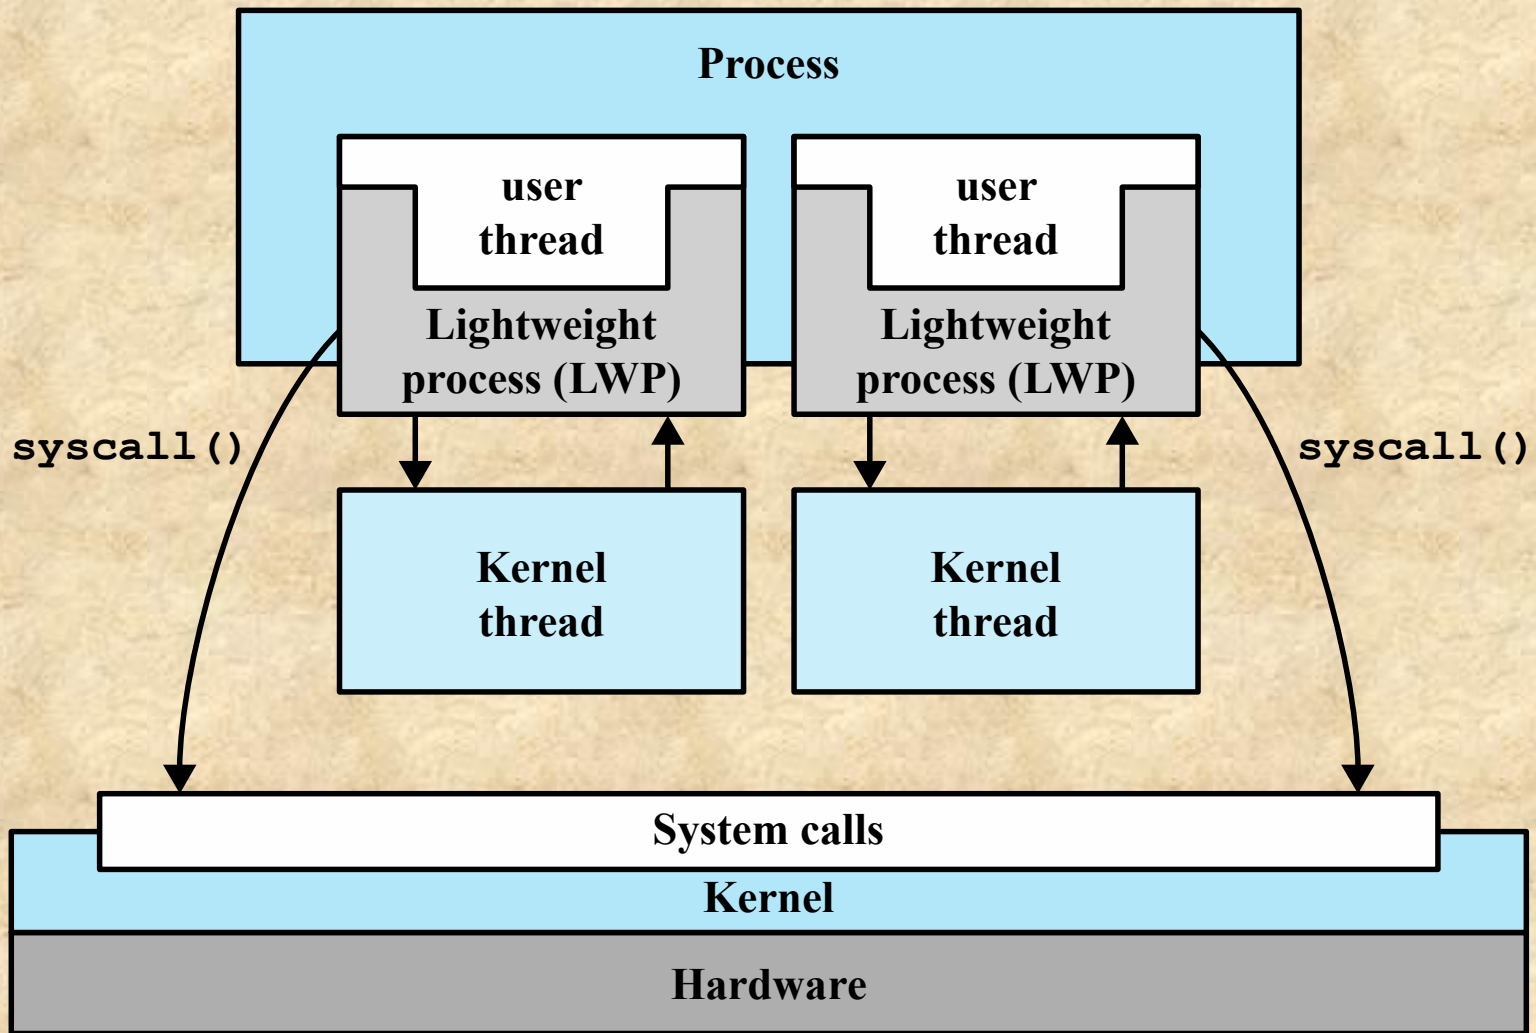 Process
user
thread
user
thread
Lightweight
process (LWP)
Lightweight
process (LWP)
syscall()
syscall()
Kernel
thread
Kernel
thread
System calls
Kernel
Hardware